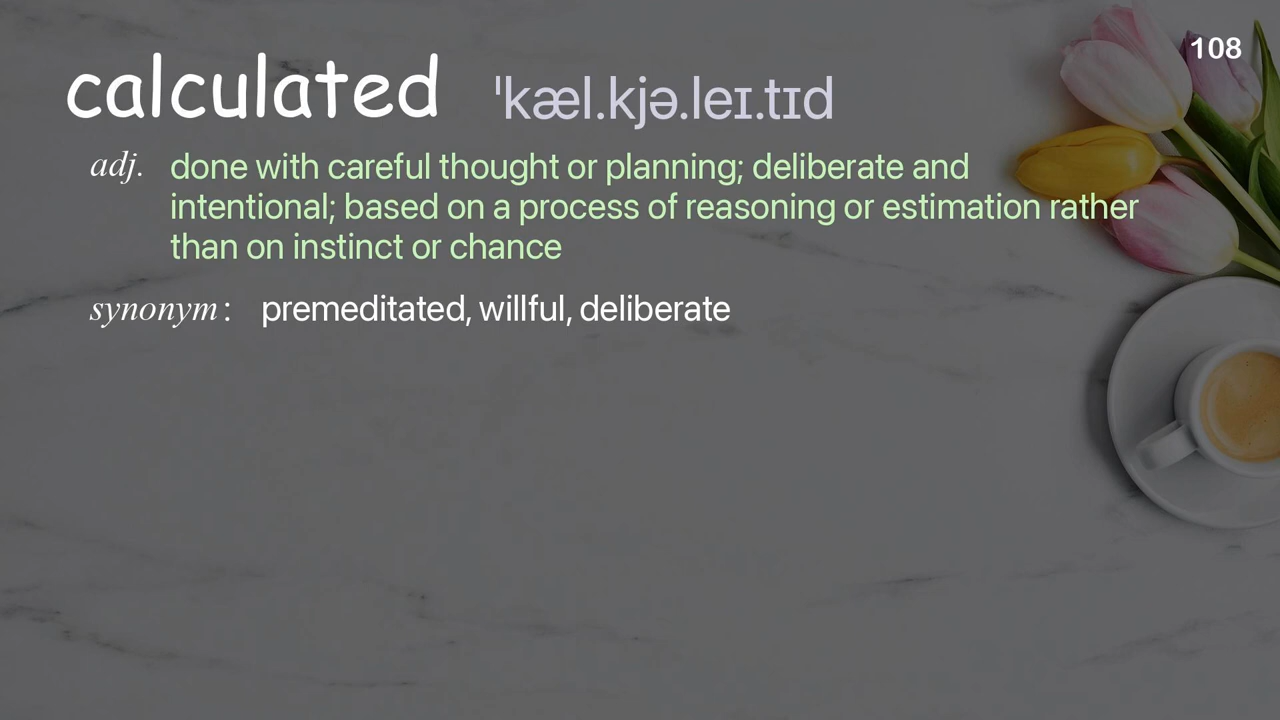 108
calculated ˈkæl.kjə.leɪ.tɪd
adj. done with careful thought or planning; deliberate and
intentional; based on a process of reasoning or estimation rather
than on instinct or chance
synonym: premeditated, willful, deliberate